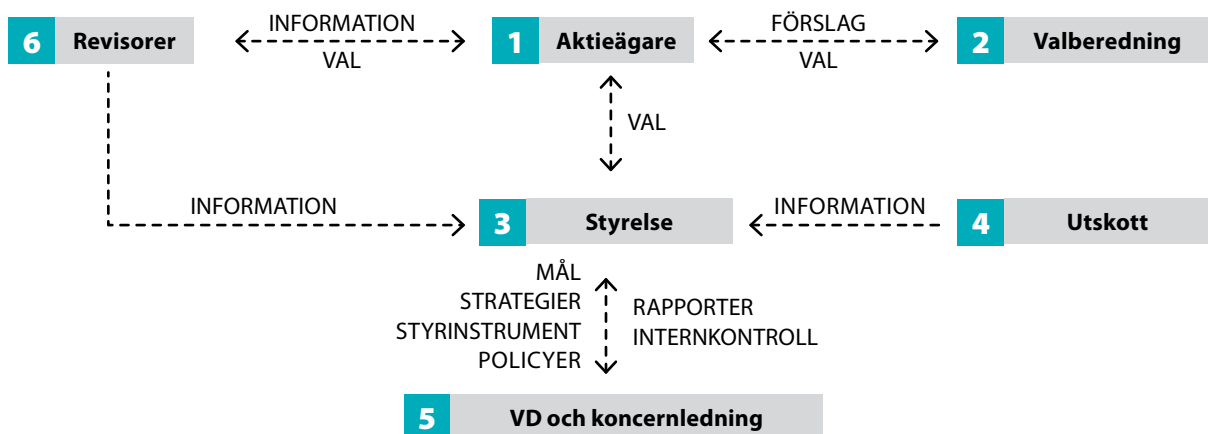 6 Revisorer
INFORMATION
VAL
1 Aktieägare
FÖRSLAG
VAL
2 Valberedning
VAL
INFORMATION
3 Styrelse
INFORMATION
4 Utskott
MÅL
STRATEGIER
STYRINSTRUMENT
POLICYER
RAPPORTER
INTERNKONTROLL
5 VD och koncernledning